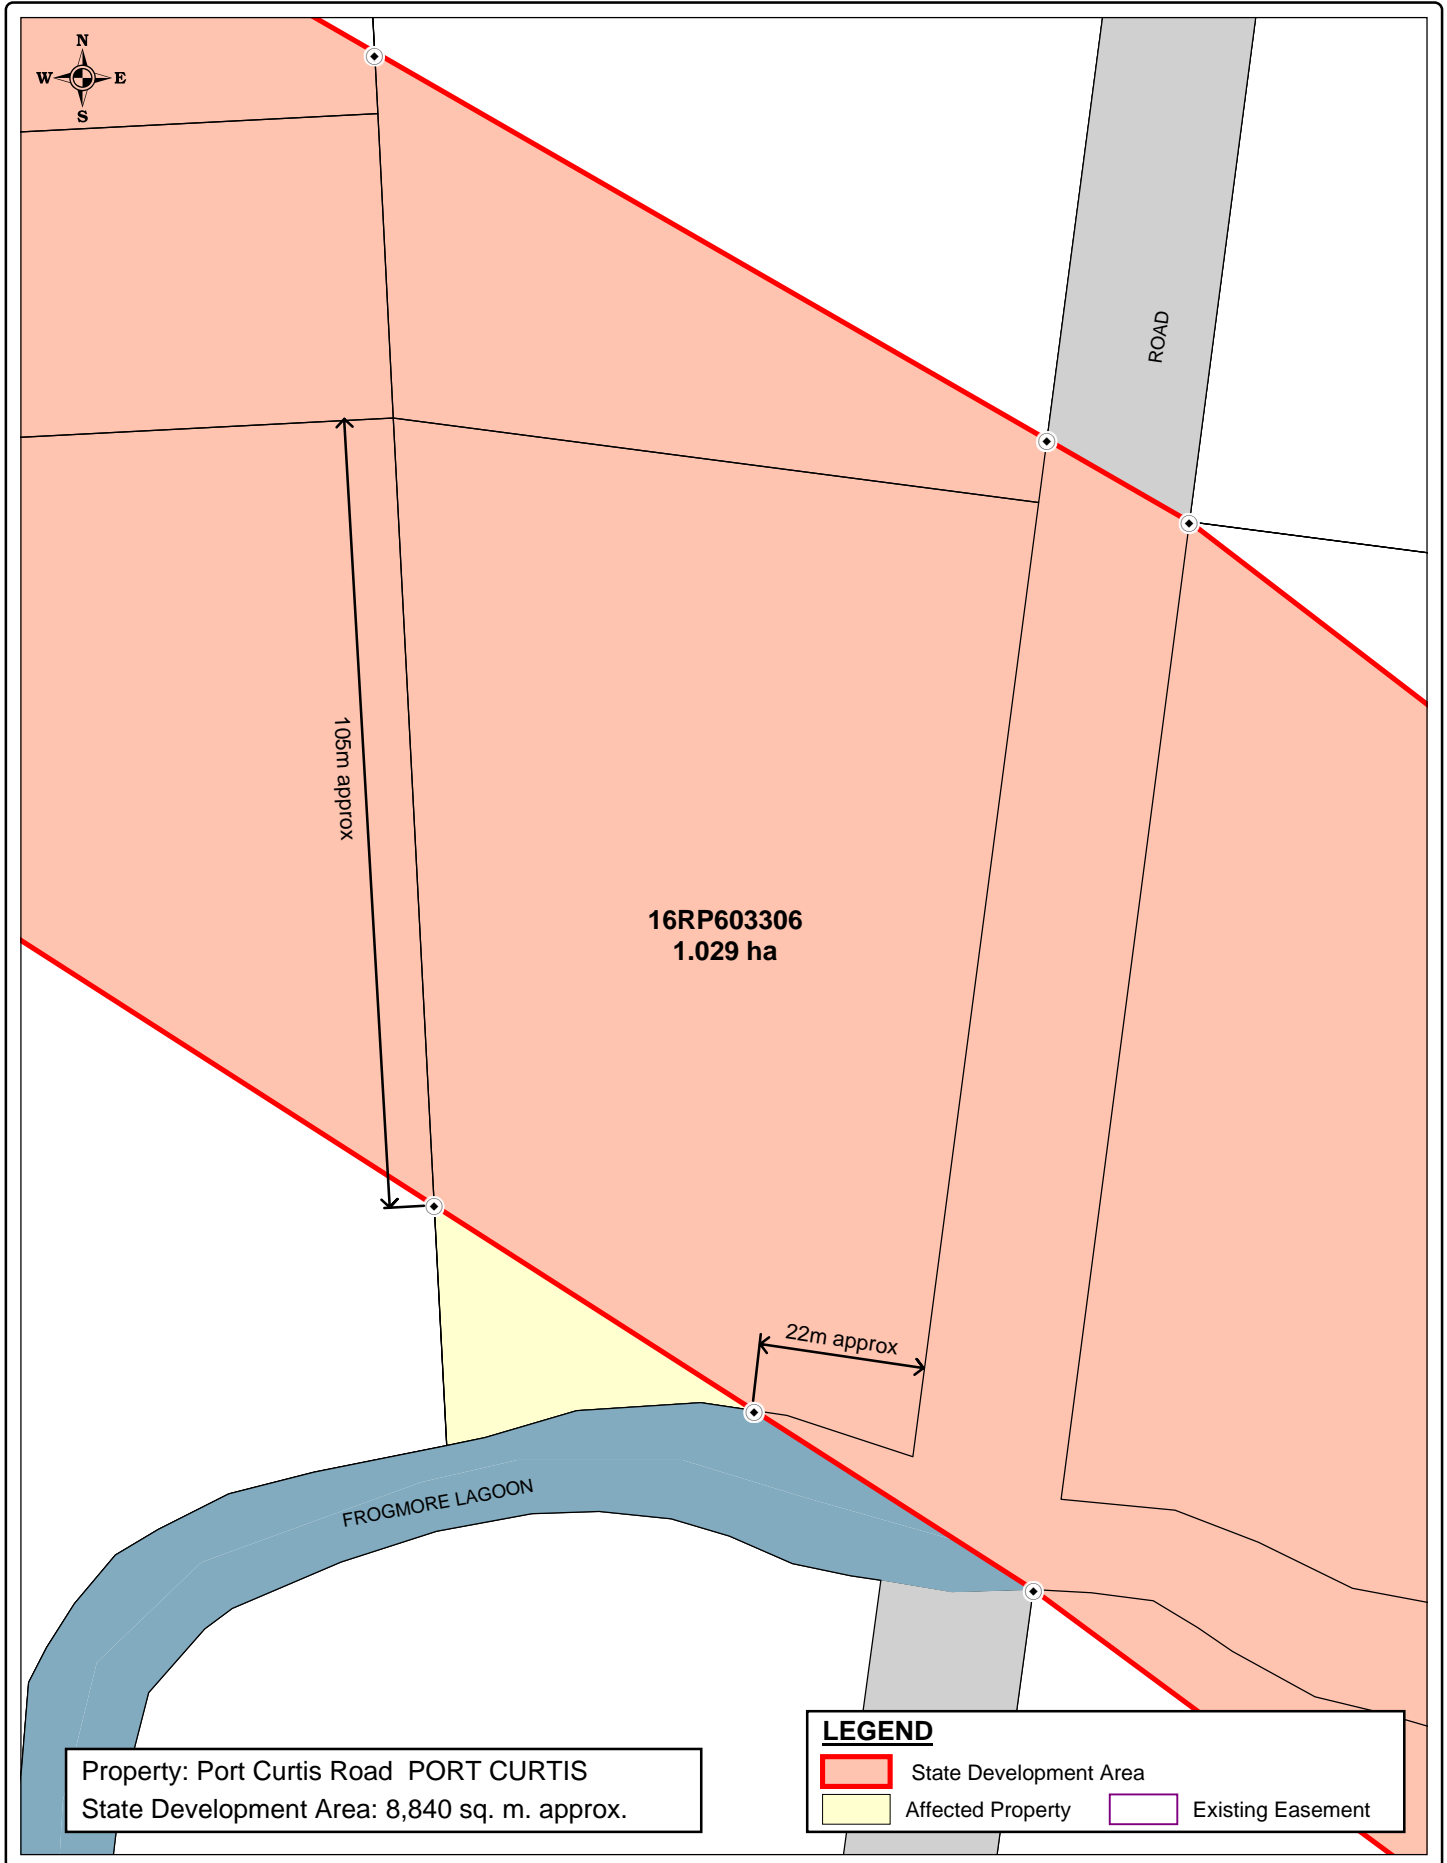 N
W E
S
ROAD
105m approx
16RP603306
1.029 ha
22m approx
FROGMORE LAGOON
LEGEND
State Development Area
Affected Property
Existing Easement
Property: Port Curtis Road PORT CURTIS
State Development Area: 8,840 sq. m. approx.